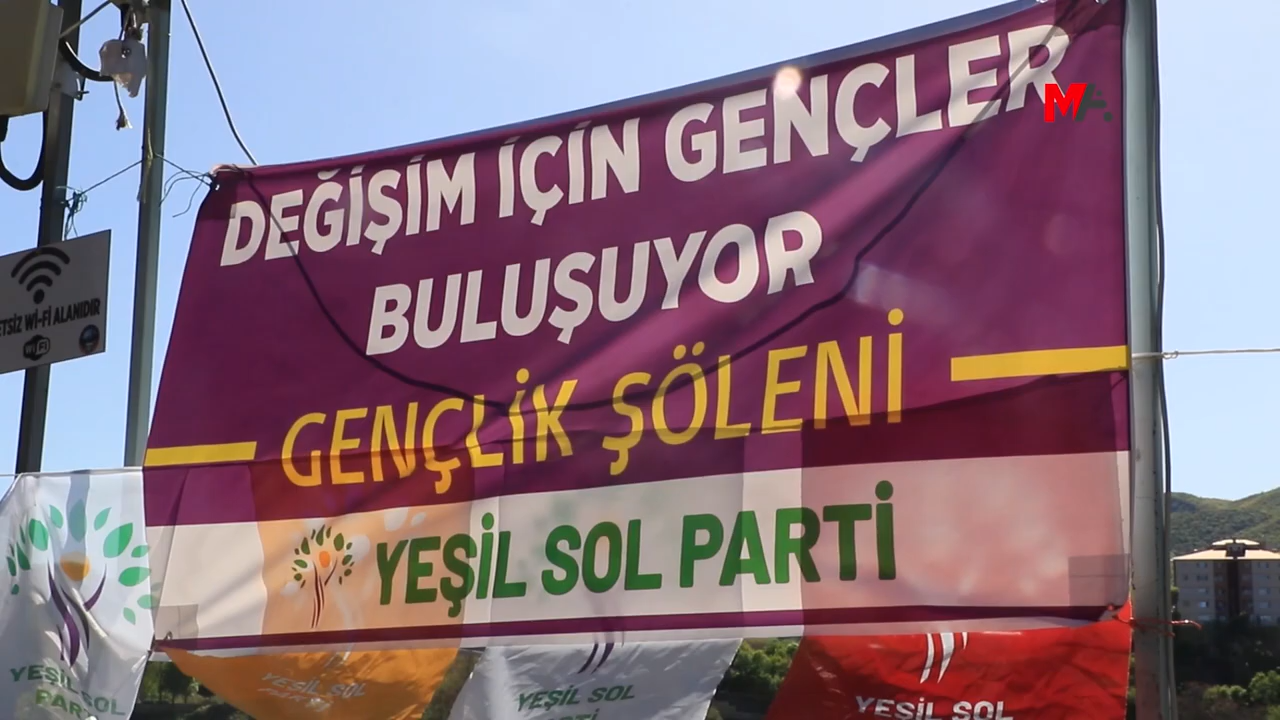 DEĞİŞİM İÇİN GENÇLER
BULUŞUYOR
GENÇLİK ŞÖLENİ
YEŞİL SOL PARTİ
MA
Wİ-Fİ ALANIDIR
WiFi
YEŞİL SOL
PARTİ
YEŞİL SOL
YEŞİL SOL
PARTİ
YEŞİL SOL